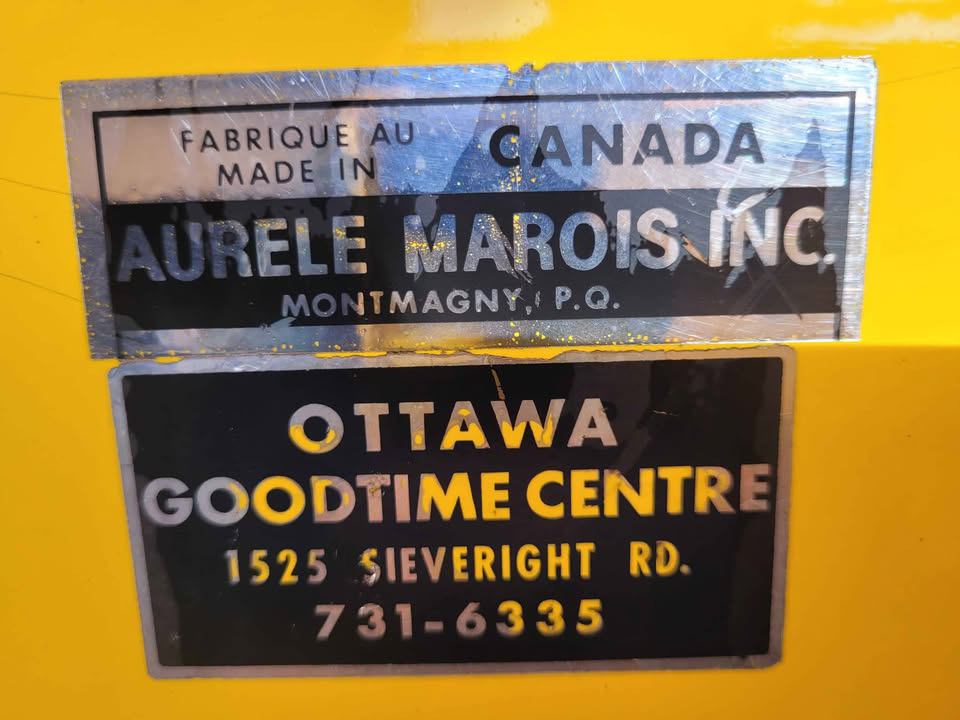 FABRIQUE AU CANADA
MADE IN
AURELE MAROIS INC.
MONTMAGNY, P.Q.
OTTAWA
GOODTIME CENTRE
1525 SIEVERIGHT RD.
731-6335